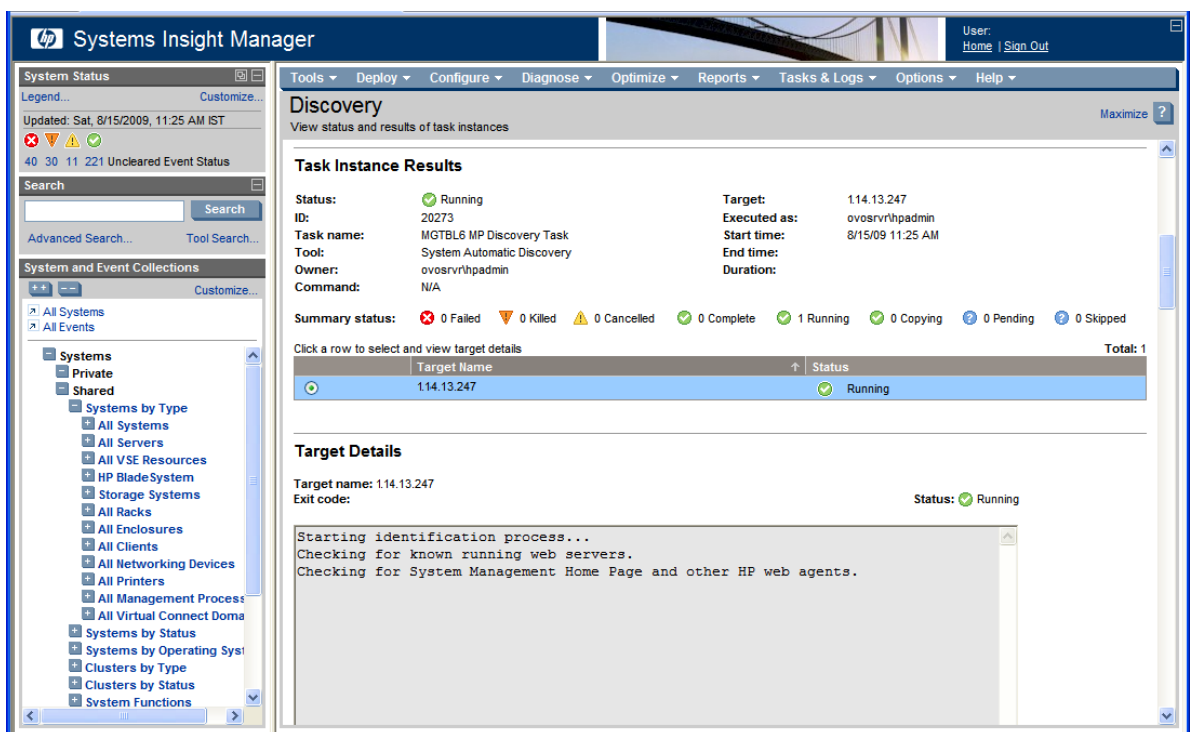 hp Systems Insight Manager
User:
Home | Sign Out
System Status
Legend... Customize...
Updated: Sat, 8/15/2009, 11:25 AM IST
40 30 11 221 Uncleared Event Status
Search
Search
Advanced Search... Tool Search...
System and Event Collections
Customize...
All Systems
All Events
Systems
Private
Shared
Systems by Type
All Systems
All Servers
All VSE Resources
HP BladeSystem
Storage Systems
All Racks
All Enclosures
All Clients
All Networking Devices
All Printers
All Management Process
All Virtual Connect Doma
Systems by Status
Systems by Operating Syst
Clusters by Type
Clusters by Status
System Functions
Tools Deploy Configure Diagnose Optimize Reports Tasks & Logs Options Help
Discovery
View status and results of task instances
Maximize ?
Task Instance Results
Status: Running Target: 1.14.13.247
ID: 20273 Executed as: ovosrvr\hpadmin
Task name: MGTBL6 MP Discovery Task Start time: 8/15/09 11:25 AM
Tool: System Automatic Discovery End time:
Owner: ovosrvr\hpadmin Duration:
Command: N/A
Summary status: 0 Failed 0 Killed 0 Cancelled 0 Complete 1 Running 0 Copying 0 Pending 0 Skipped
Click a row to select and view target details Total: 1
Target Name Status
1.14.13.247 Running
Target Details
Target name: 1.14.13.247
Exit code: Status: Running
Starting identification process...
Checking for known running web servers.
Checking for System Management Home Page and other HP web agents.